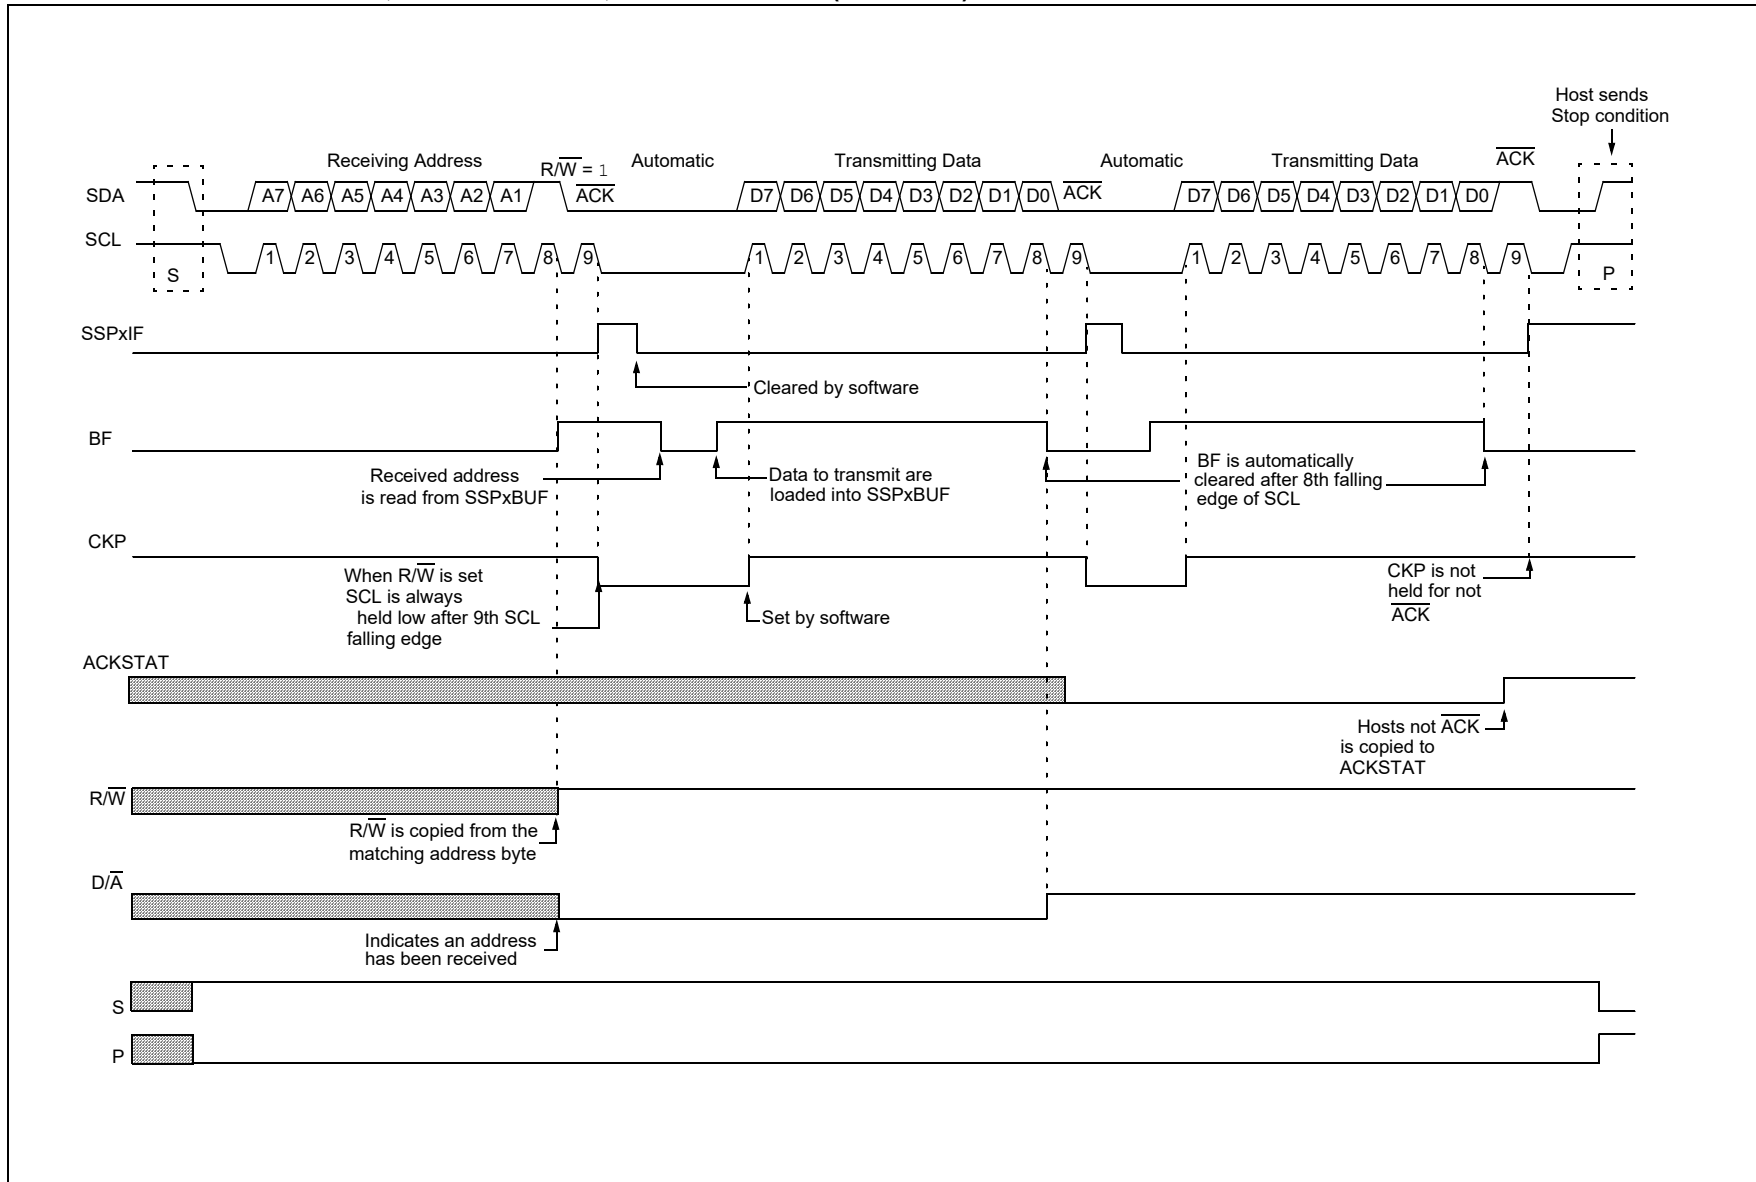 Host sends
Stop condition
Receiving Address
R/W̅ = 1
Automatic
Transmitting Data
Automatic
Transmitting Data
A̅C̅K̅
SDA
A7 A6 A5 A4 A3 A2 A1
A̅C̅K̅
D7 D6 D5 D4 D3 D2 D1 D0
A̅C̅K̅
D7 D6 D5 D4 D3 D2 D1 D0
SCL
1 2 3 4 5 6 7 8 9
1 2 3 4 5 6 7 8 9
1 2 3 4 5 6 7 8 9
S
P
SSPxIF
Cleared by software
BF
Received address
is read from SSPxBUF
Data to transmit are
loaded into SSPxBUF
BF is automatically
cleared after 8th falling
edge of SCL
CKP
When R/W̅ is set
SCL is always
held low after 9th SCL
falling edge
Set by software
CKP is not
held for not
A̅C̅K̅
ACKSTAT
Hosts not A̅C̅K̅
is copied to
ACKSTAT
R/W̅
R/W̅ is copied from the
matching address byte
D/A̅
Indicates an address
has been received
S
P